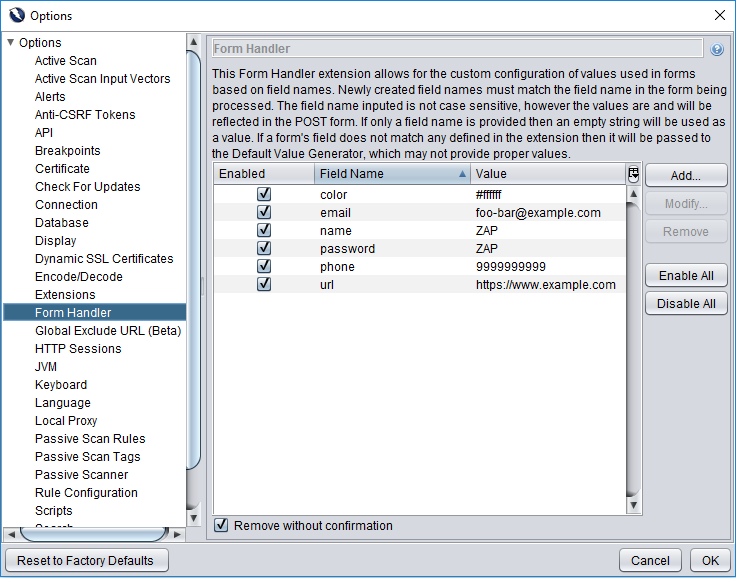 Options
Options
Active Scan
Active Scan Input Vectors
Alerts
Anti-CSRF Tokens
API
Breakpoints
Certificate
Check For Updates
Connection
Database
Display
Dynamic SSL Certificates
Encode/Decode
Extensions
Form Handler
Global Exclude URL (Beta)
HTTP Sessions
JVM
Keyboard
Language
Local Proxy
Passive Scan Rules
Passive Scan Tags
Passive Scanner
Rule Configuration
Scripts
Search
Form Handler
This Form Handler extension allows for the custom configuration of values used in forms
based on field names. Newly created field names must match the field name in the form being
processed. The field name inputed is not case sensitive, however the values are and will be
reflected in the POST form. If only a field name is provided then an empty string will be used as
a value. If a form's field does not match any defined in the extension then it will be passed to
the Default Value Generator, which may not provide proper values.
Enabled Field Name Value
color #ffffff
email foo-bar@example.com
name ZAP
password ZAP
phone 9999999999
url https://www.example.com
Add...
Modify...
Remove
Enable All
Disable All
Remove without confirmation
Reset to Factory Defaults
Cancel OK